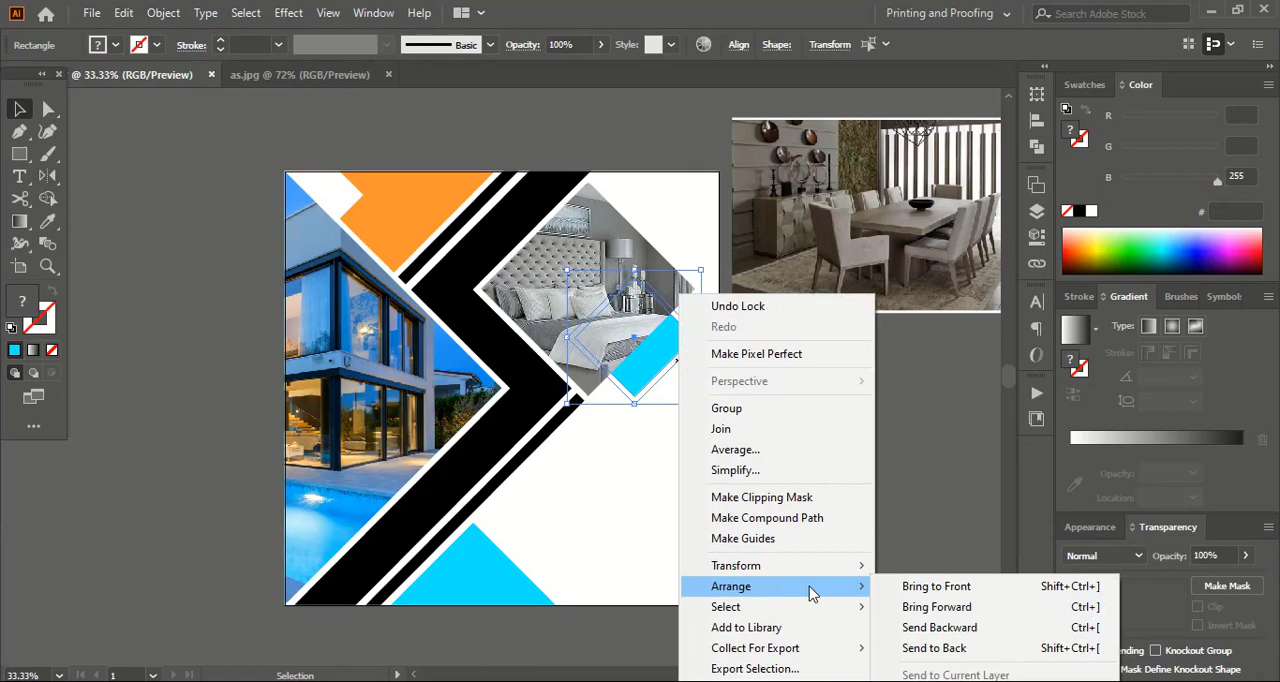 Ai File Edit Object Type Select Effect View Window Help Printing and Proofing Search Adobe Stock
Rectangle ? Stroke: Basic Opacity: 100% Style: Align Shape: Transform
@ 33.33% (RGB/Preview) as.jpg @ 72% (RGB/Preview)
Swatches Color
R
? G
B 255
#
Stroke Gradient Brushes Symbols
Type:
Stroke:
?
Opacity:
Location:
Appearance Transparency
Normal Opacity: 100%
Make Mask
Clip
Invert Mask
Knockout Group
Mask Define Knockout Shape
Undo Lock
Redo
Make Pixel Perfect
Perspective
Group
Join
Average...
Simplify...
Make Clipping Mask
Make Compound Path
Make Guides
Transform
Arrange
Select
Add to Library
Collect For Export
Export Selection...
Bring to Front Shift+Ctrl+]
Bring Forward Ctrl+]
Send Backward Ctrl+[
Send to Back Shift+Ctrl+[
Send to Current Layer
?
33.33% 1 Selection